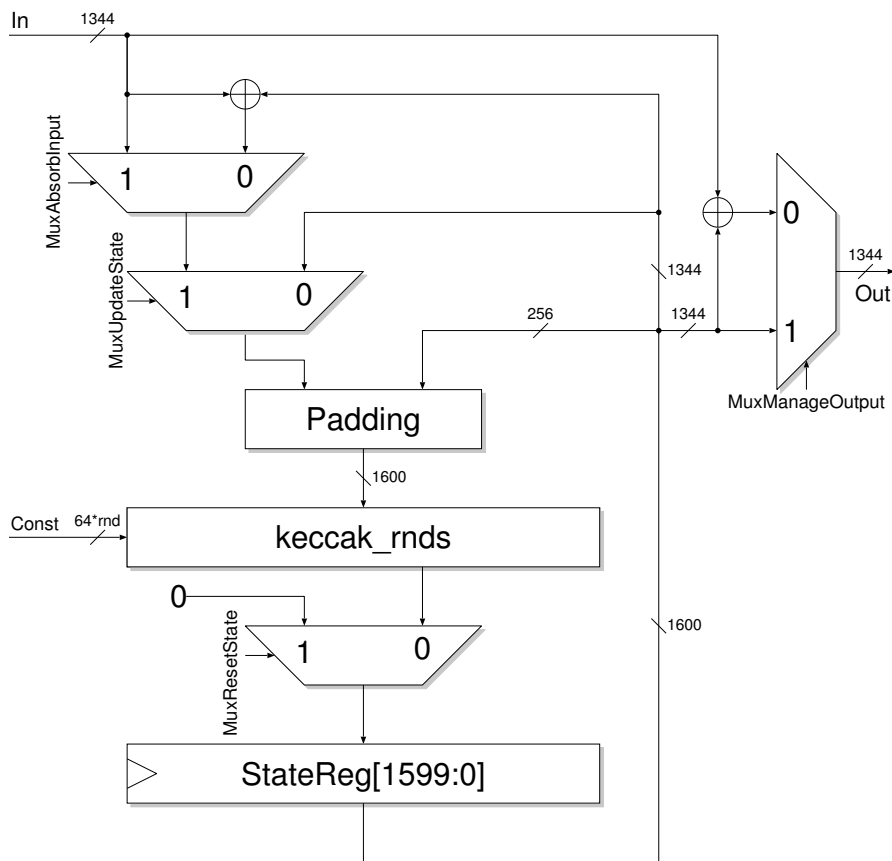 In
1344
MuxAbsorbInput
1
0
MuxUpdateState
1
0
1344
256
1344
0
1
1344
Out
MuxManageOutput
Padding
1600
Const
64*rnd
keccak_rnds
0
MuxResetState
1
0
1600
StateReg[1599:0]